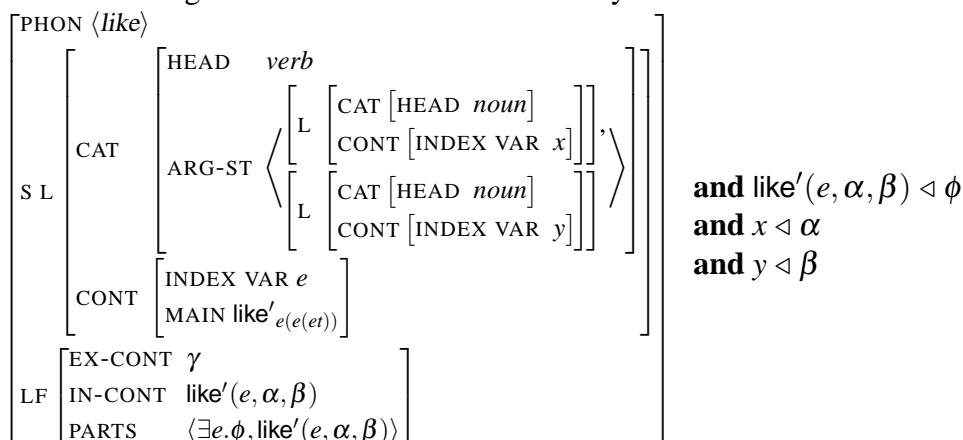 PHON ⟨like⟩
S L
CAT
HEAD verb
ARG-ST ⟨
L
CAT [HEAD noun]
CONT [INDEX VAR x]
,
L
CAT [HEAD noun]
CONT [INDEX VAR y]
⟩
CONT
INDEX VAR e
MAIN like′e(e(et))
LF
EX-CONT γ
IN-CONT like′(e, α, β)
PARTS ⟨∃e.ϕ, like′(e, α, β)⟩
and like′(e, α, β) ◁ ϕ
and x ◁ α
and y ◁ β